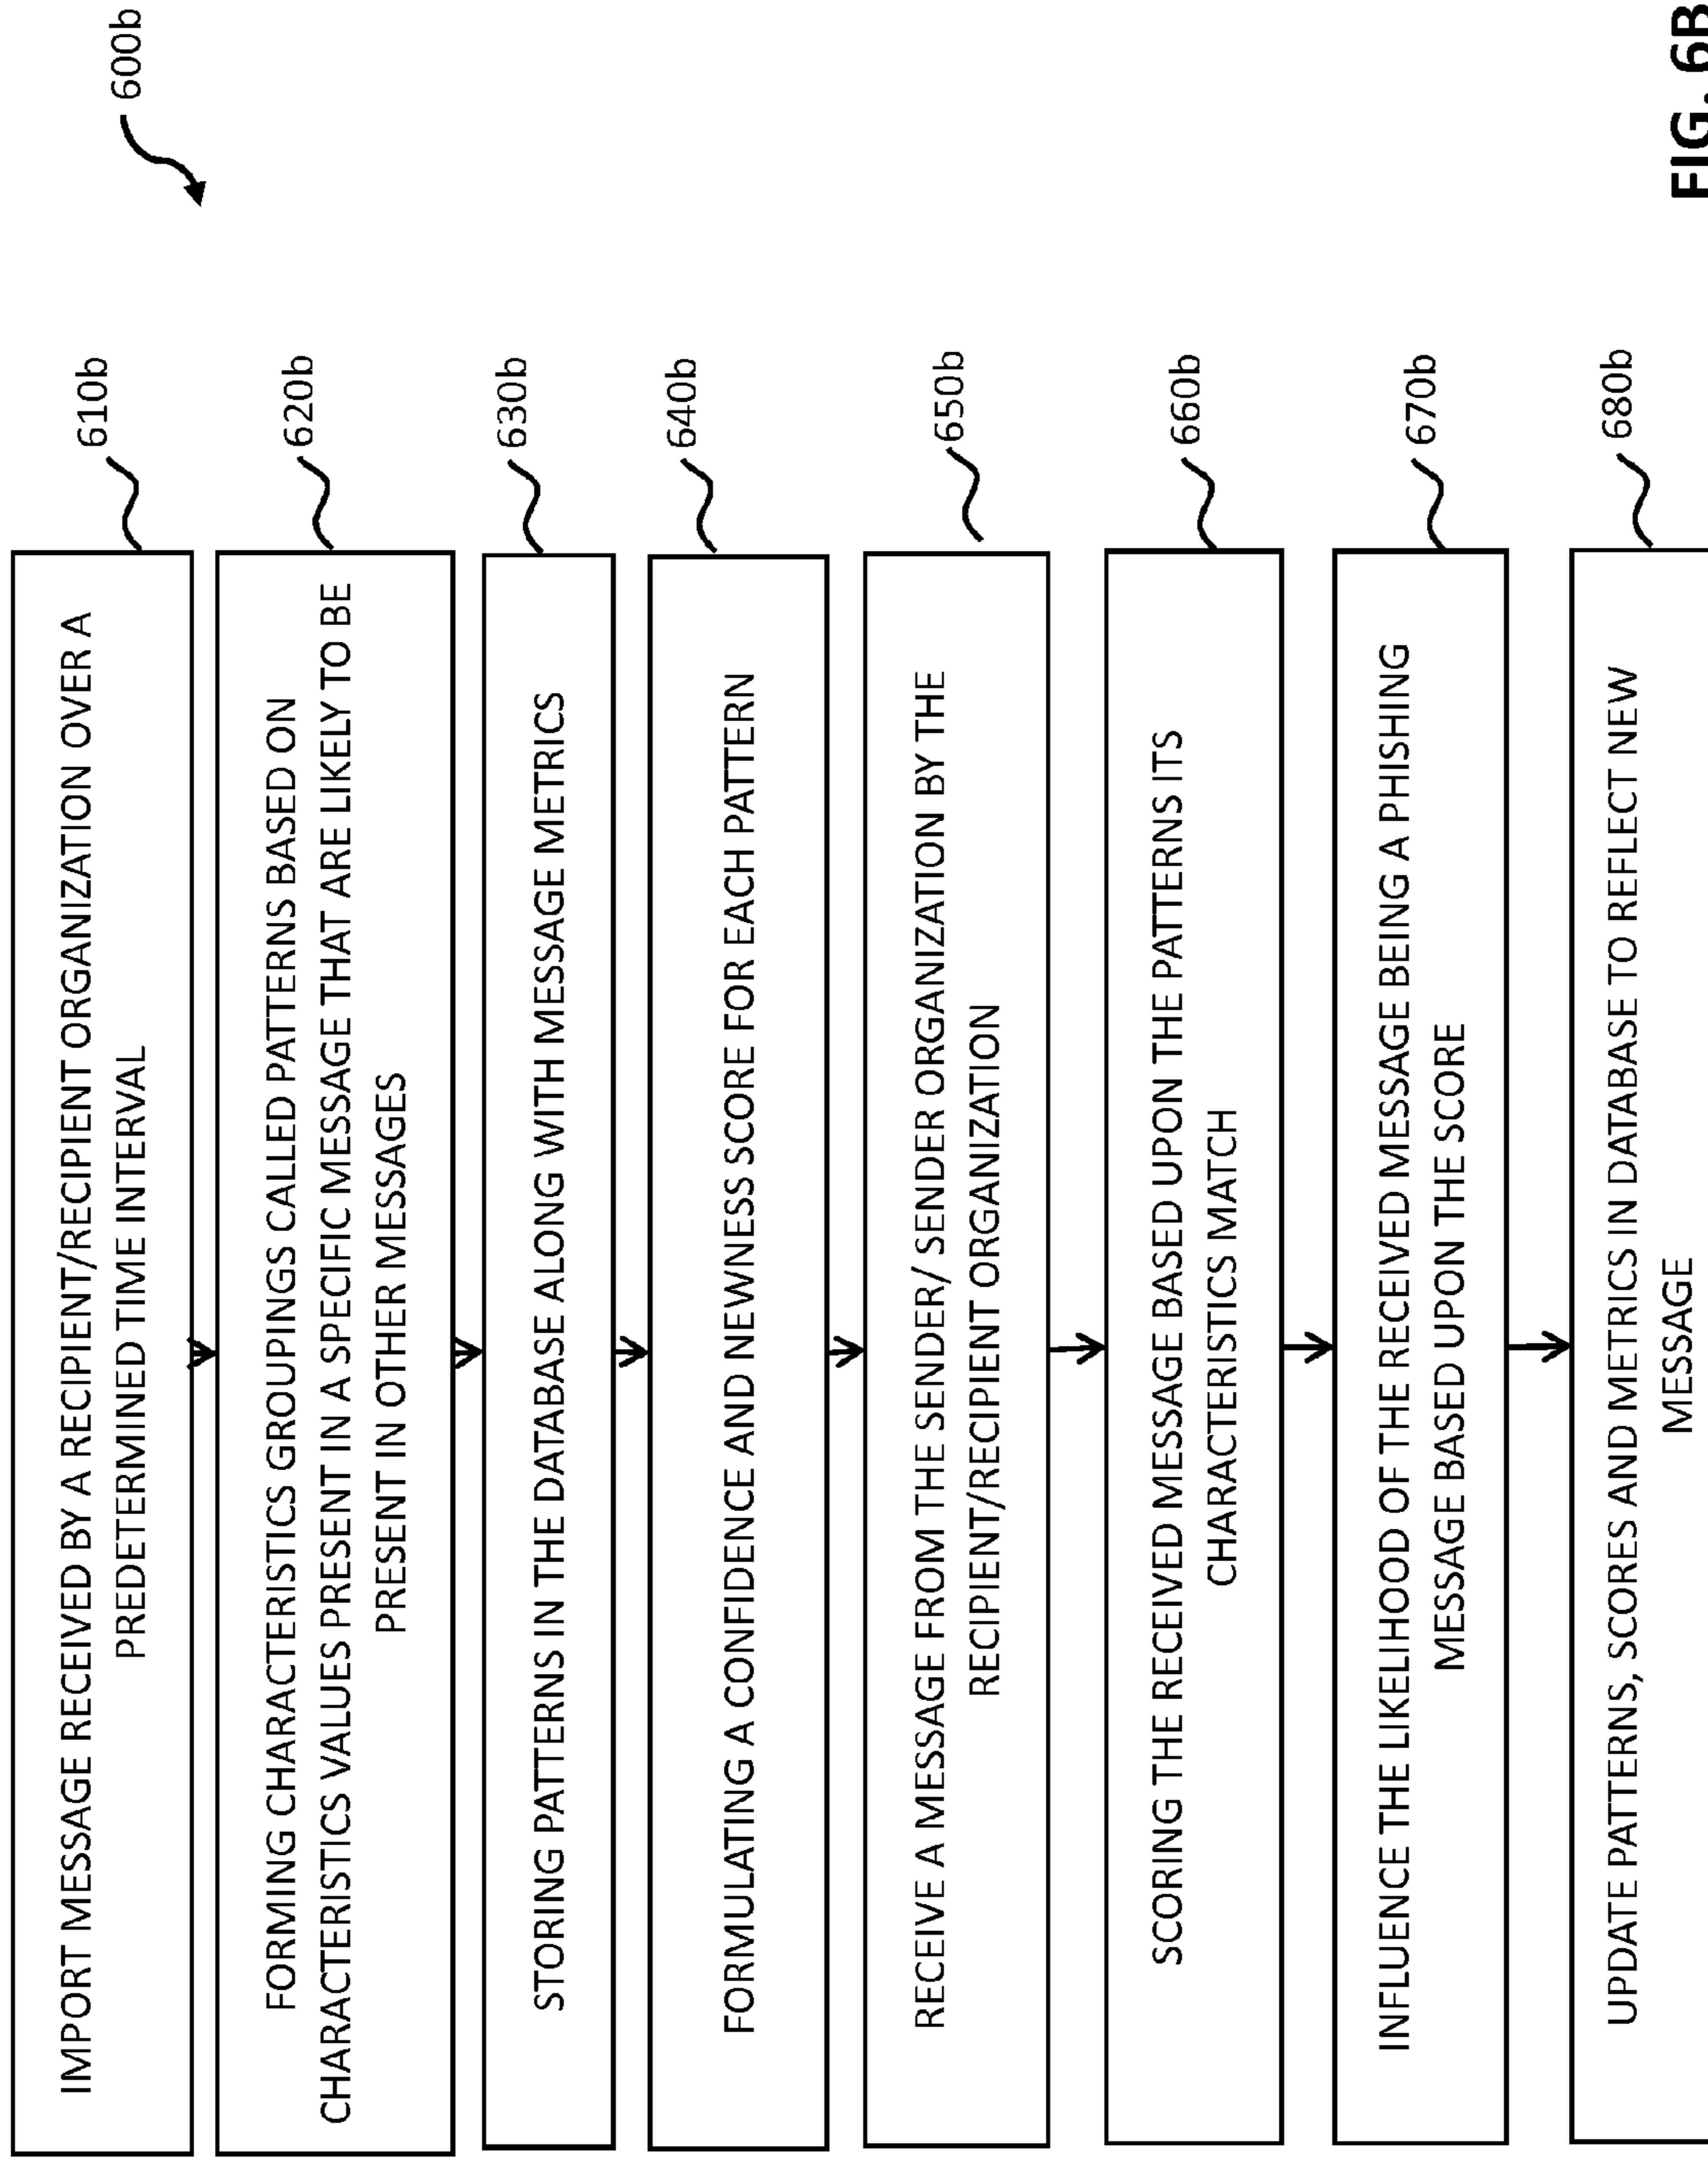 600b
IMPORT MESSAGE RECEIVED BY A RECIPIENT/RECIPIENT ORGANIZATION OVER A
PREDETERMINED TIME INTERVAL
610b
FORMING CHARACTERISTICS GROUPINGS CALLED PATTERNS BASED ON
CHARACTERISTICS VALUES PRESENT IN A SPECIFIC MESSAGE THAT ARE LIKELY TO BE
PRESENT IN OTHER MESSAGES
620b
STORING PATTERNS IN THE DATABASE ALONG WITH MESSAGE METRICS
630b
FORMULATING A CONFIDENCE AND NEWNESS SCORE FOR EACH PATTERN
640b
RECEIVE A MESSAGE FROM THE SENDER/ SENDER ORGANIZATION BY THE
RECIPIENT/RECIPIENT ORGANIZATION
650b
SCORING THE RECEIVED MESSAGE BASED UPON THE PATTERNS ITS
CHARACTERISTICS MATCH
660b
INFLUENCE THE LIKELIHOOD OF THE RECEIVED MESSAGE BEING A PHISHING
MESSAGE BASED UPON THE SCORE
670b
UPDATE PATTERNS, SCORES AND METRICS IN DATABASE TO REFLECT NEW
MESSAGE
680b
FIG. 6B